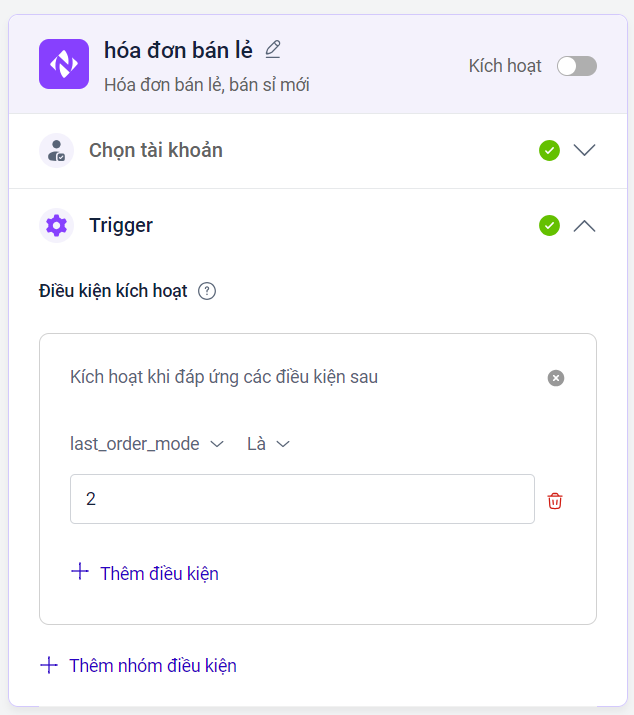 hóa đơn bán lẻ
Hóa đơn bán lẻ, bán sỉ mới
Kích hoạt
Chọn tài khoản
Trigger
Điều kiện kích hoạt ?
Kích hoạt khi đáp ứng các điều kiện sau
last_order_mode Là
2
Thêm điều kiện
Thêm nhóm điều kiện